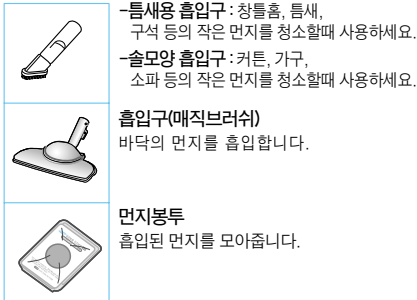 -틈새용 흡입구 : 창틀홈, 틈새,
구석 등의 작은 먼지를 청소할때 사용하세요.
-솔모양 흡입구 : 커튼, 가구,
소파 등의 작은 먼지를 청소할때 사용하세요.
흡입구(매직브러쉬)
바닥의 먼지를 흡입합니다.
먼지봉투
흡입된 먼지를 모아줍니다.